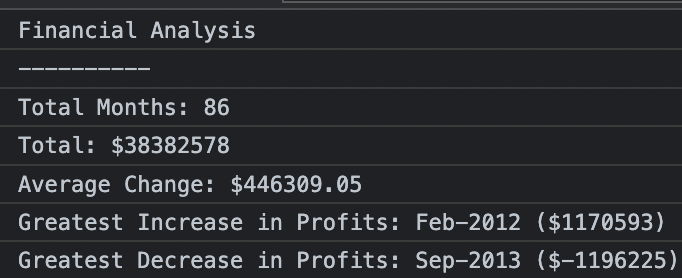 Financial Analysis
----------
Total Months: 86
Total: $38382578
Average Change: $446309.05
Greatest Increase in Profits: Feb-2012 ($1170593)
Greatest Decrease in Profits: Sep-2013 ($-1196225)